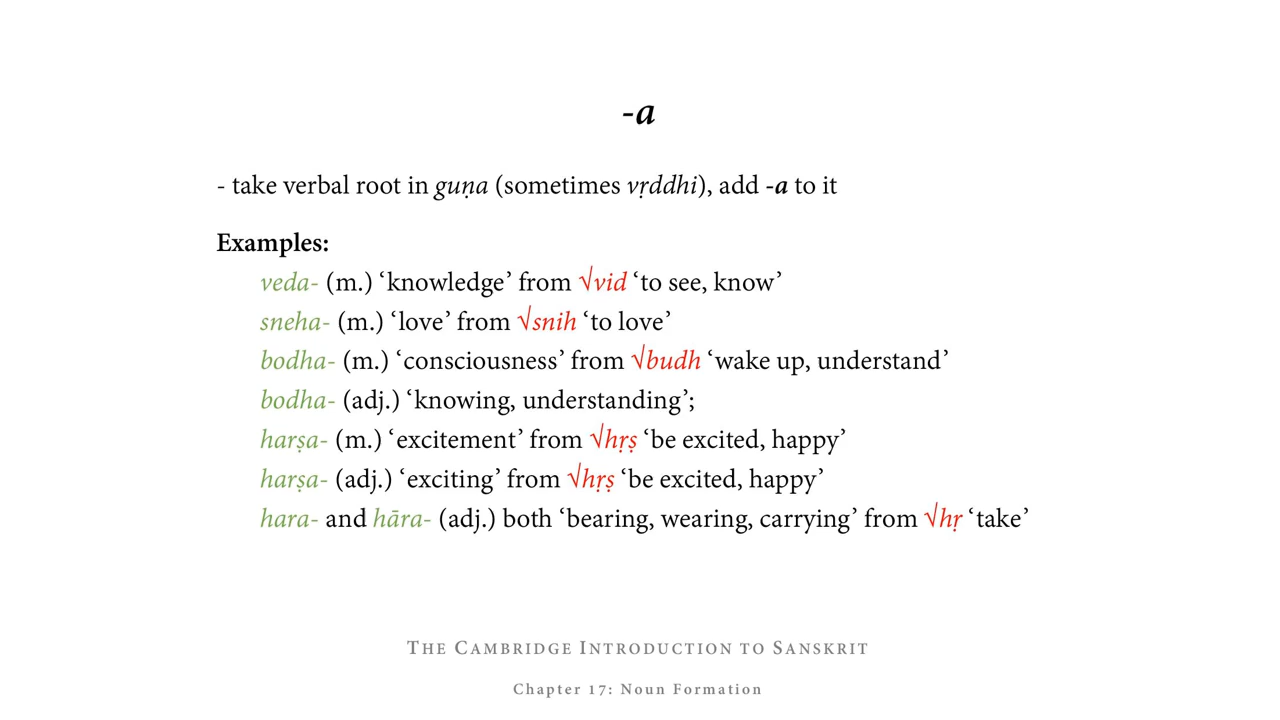 -a
- take verbal root in guṇa (sometimes vṛddhi), add -a to it
Examples:
veda- (m.) ‘knowledge’ from √vid ‘to see, know’
sneha- (m.) ‘love’ from √snih ‘to love’
bodha- (m.) ‘consciousness’ from √budh ‘wake up, understand’
bodha- (adj.) ‘knowing, understanding’;
harṣa- (m.) ‘excitement’ from √hṛṣ ‘be excited, happy’
harṣa- (adj.) ‘exciting’ from √hṛṣ ‘be excited, happy’
hara- and hāra- (adj.) both ‘bearing, wearing, carrying’ from √hṛ ‘take’
The Cambridge Introduction to Sanskrit
Chapter 17: Noun Formation